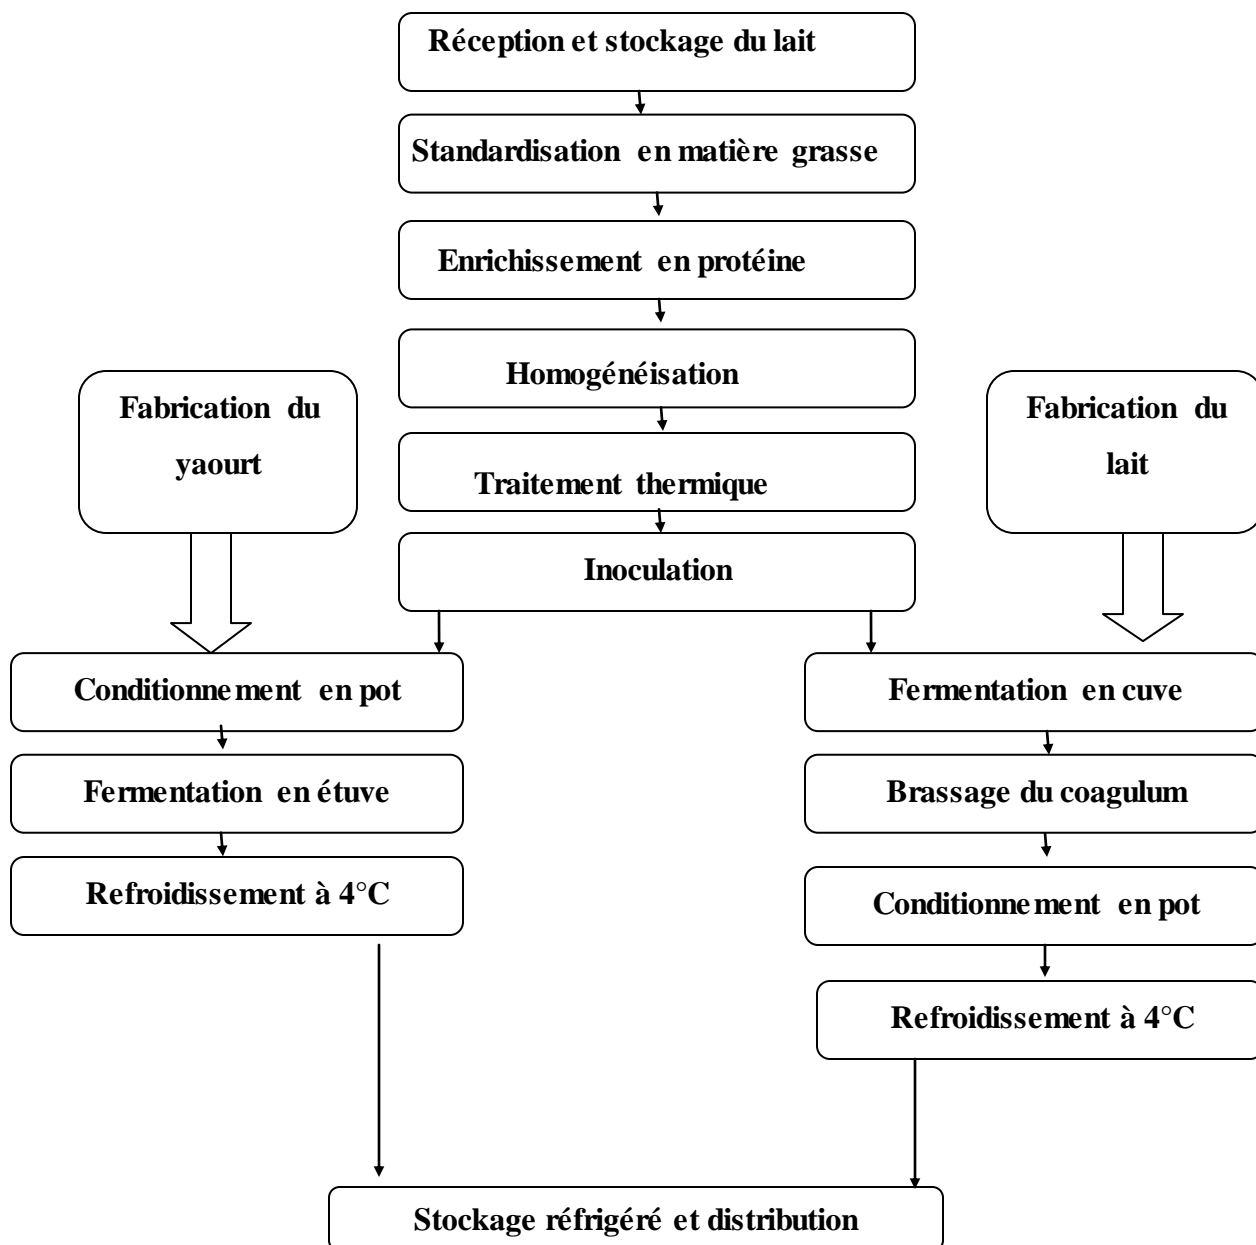 Réception et stockage du lait
Standardisation en matière grasse
Enrichissement en protéine
Homogénéisation
Fabrication du
yaourt
Fabrication du
lait
Traitement thermique
Inoculation
Conditionnement en pot
Fermentation en cuve
Fermentation en étuve
Brassage du coagulum
Refroidissement à 4°C
Conditionnement en pot
Refroidissement à 4°C
Stockage réfrigéré et distribution